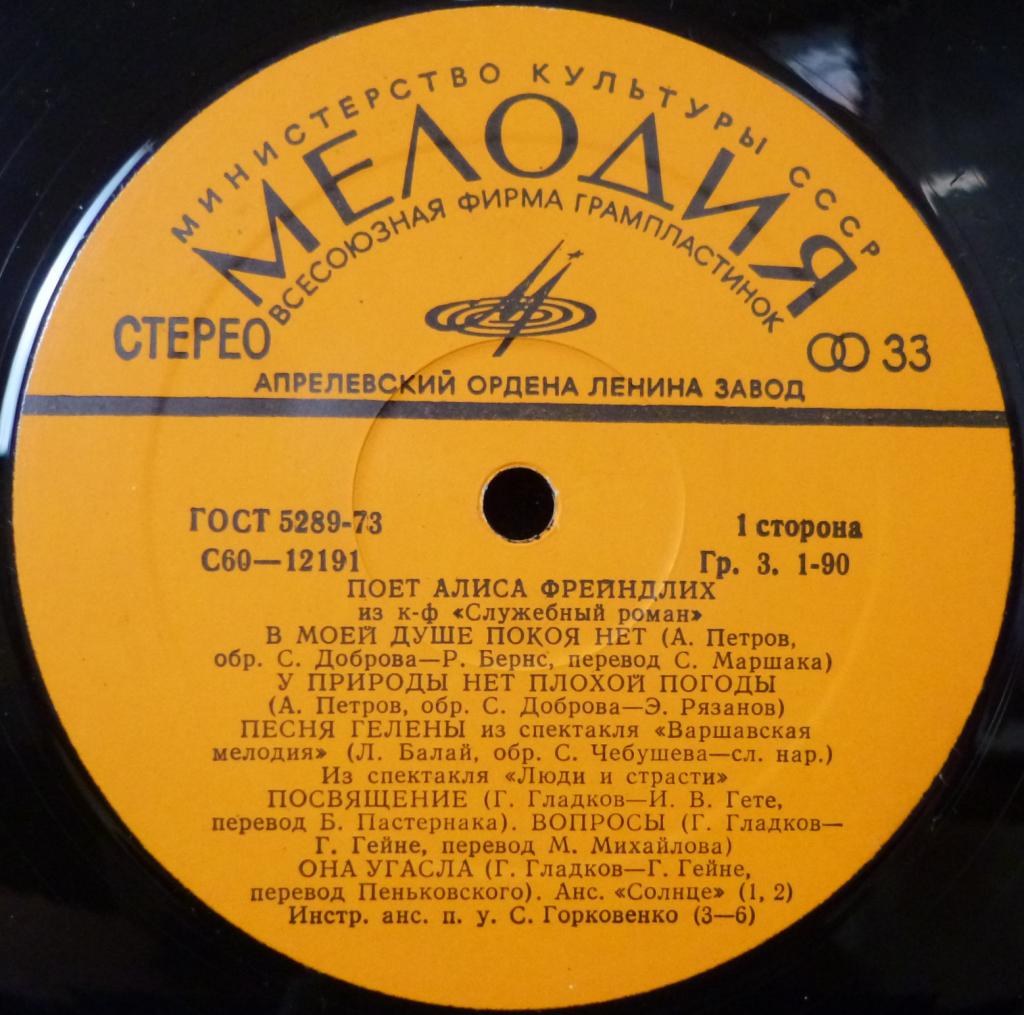 МИНИСТЕРСТВО КУЛЬТУРЫ СССР
МЕЛОДИЯ
ВСЕСОЮЗНАЯ ФИРМА ГРАМПЛАСТИНОК
СТЕРЕО
33
АПРЕЛЕВСКИЙ ОРДЕНА ЛЕНИНА ЗАВОД
ГОСТ 5289-73
1 сторона
С60—12191
Гр. 3. 1-90
ПОЕТ АЛИСА ФРЕЙНДЛИХ
из к-ф «Служебный роман»
В МОЕЙ ДУШЕ ПОКОЯ НЕТ (А. Петров,
обр. С. Доброва—Р. Бернс, перевод С. Маршака)
У ПРИРОДЫ НЕТ ПЛОХОЙ ПОГОДЫ
(А. Петров, обр. С. Доброва—Э. Рязанов)
ПЕСНЯ ГЕЛЕНЫ из спектакля «Варшавская
мелодия» (Л. Балай, обр. С. Чебушева—сл. нар.)
Из спектакля «Люди и страсти»
ПОСВЯЩЕНИЕ (Г. Гладков—И. В. Гете,
перевод Б. Пастернака). ВОПРОСЫ (Г. Гладков—
Г. Гейне, перевод М. Михайлова)
ОНА УГАСЛА (Г. Гладков—Г. Гейне,
перевод Пеньковского). Анс. «Солнце» (1, 2)
Инстр. анс. п. у. С. Горковенко (3—6)